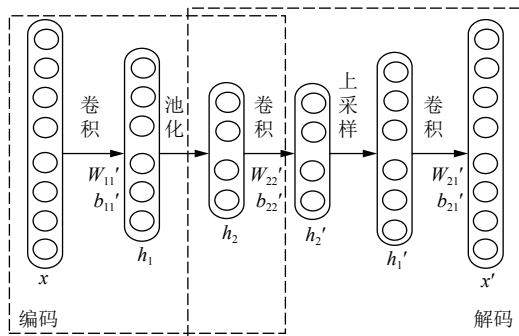 卷积
W₁₁′
b₁₁′
池化
卷积
W₂₂′
b₂₂′
上采样
卷积
W₂₁′
b₂₁′
x
h₁
h₂
h₂′
h₁′
x′
编码
解码